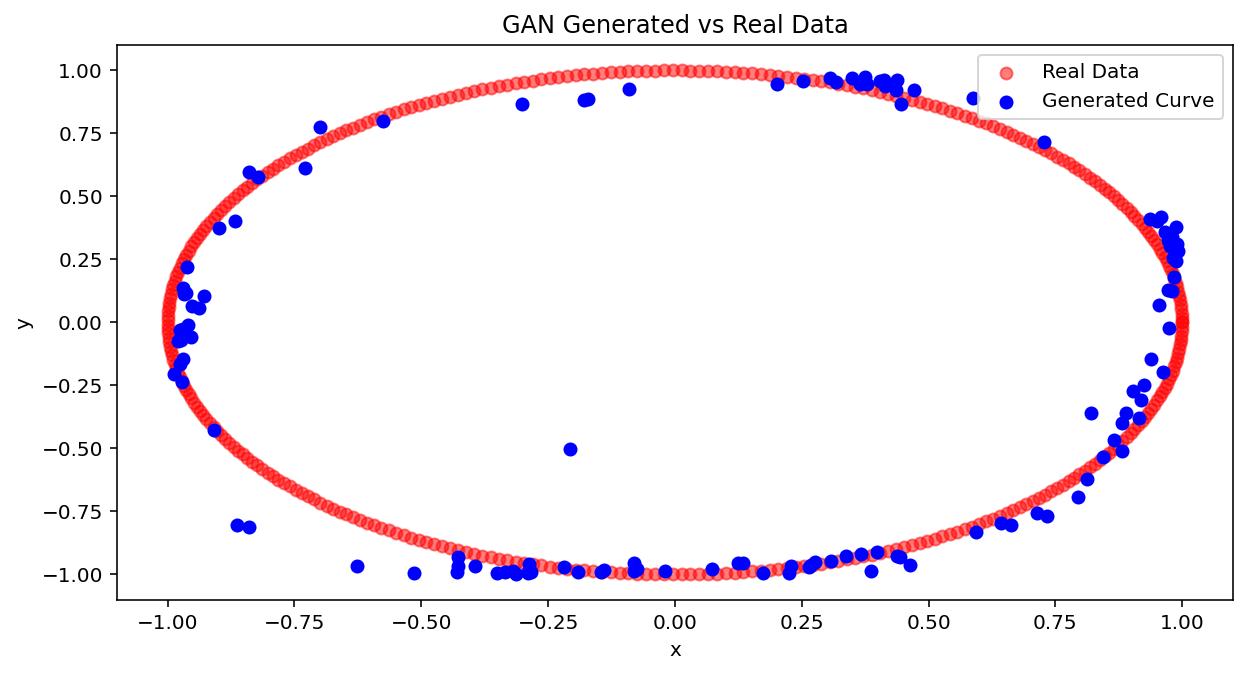 GAN Generated vs Real Data
Real Data
Generated Curve
1.00
0.75
0.50
0.25
0.00
−0.25
−0.50
−0.75
−1.00
y
−1.00 −0.75 −0.50 −0.25 0.00 0.25 0.50 0.75 1.00
x